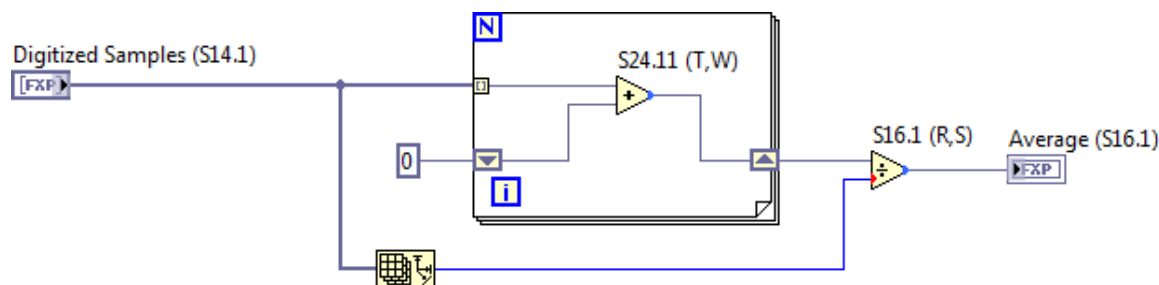 N
Digitized Samples (S14.1)
S24.11 (T,W)
[FXP]
+
S16.1 (R,S)
Average (S16.1)
0
÷
FXP
i